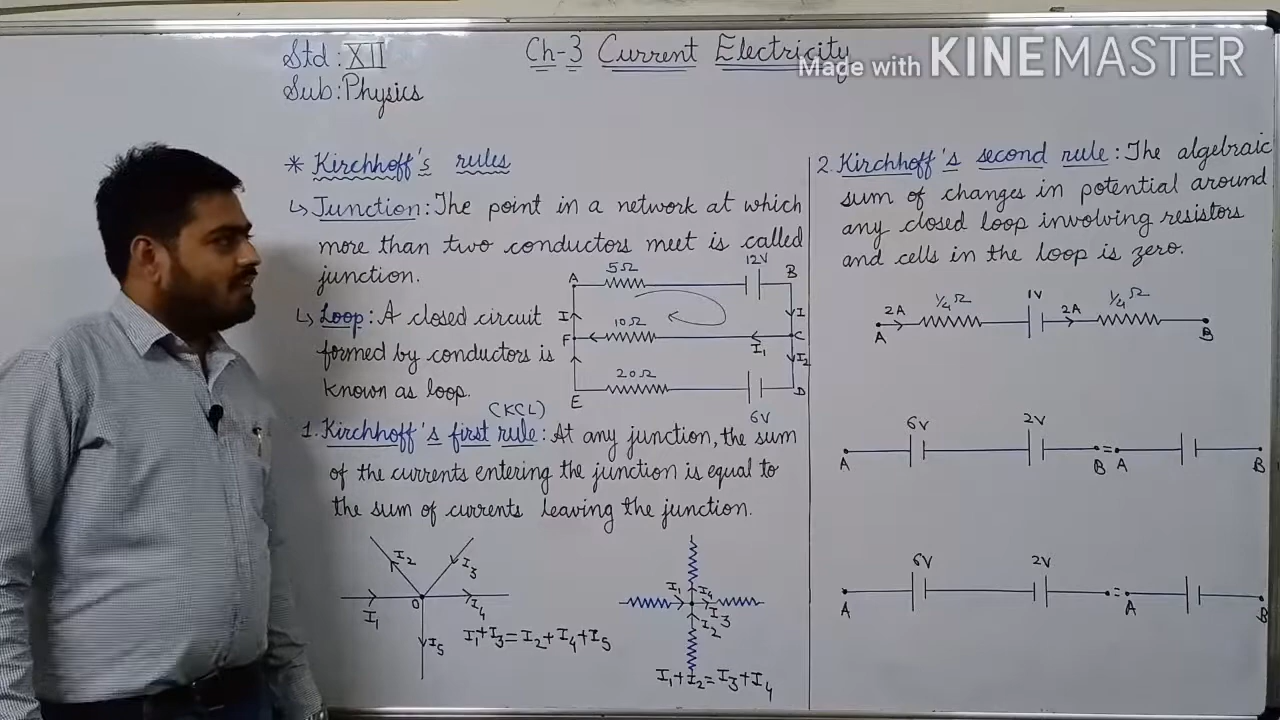 Std : XII
Sub : Physics
Ch-3 Current Electricity
Made with KINEMASTER
* Kirchhoff's rules
↳ Junction : The point in a network at which
more than two conductors meet is called
junction.
↳ Loop : A closed circuit
formed by conductors is
known as loop.
A 5Ω 12V B
I I
F 10Ω I₁ C
I₂
20Ω
E 6V D
(KCL)
1. Kirchhoff's first rule : At any junction, the sum
of the currents entering the junction is equal to
the sum of currents leaving the junction.
I₂ I₃
O I₄
I₁
I₅
I₁+I₃=I₂+I₄+I₅
I₁ I₄
I₃
I₂
I₁+I₂=I₃+I₄
2. Kirchhoff's second rule : The algebraic
sum of changes in potential around
any closed loop involving resistors
and cells in the loop is zero.
2A ¼Ω 1V 2A ¼Ω
A B
6V 2V
A B = A B
6V 2V
A = A B